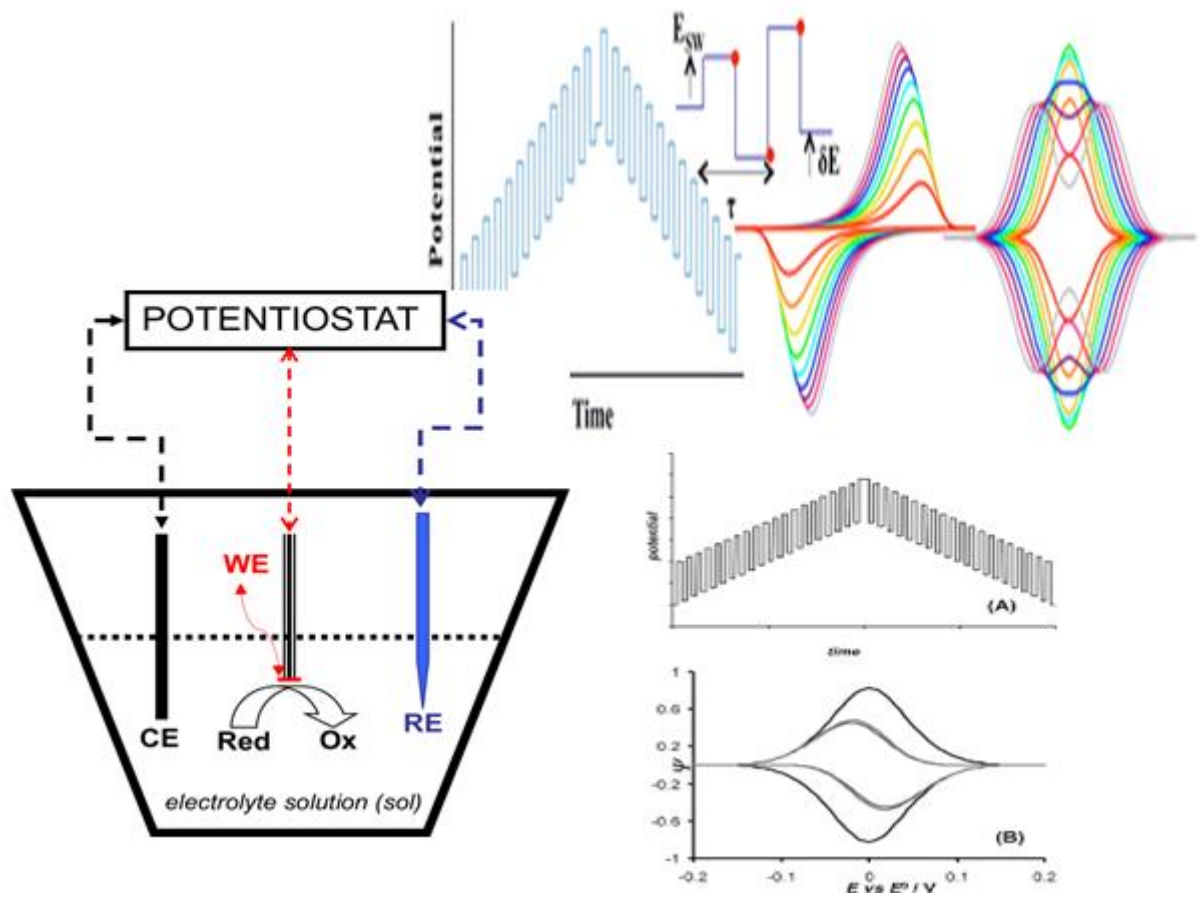 E_SW
δE
τ
Potential
Time
POTENTIOSTAT
WE
CE
Red
Ox
RE
electrolyte solution (sol)
potential
(A)
time
1
0.6
0.2
ψ
-0.2
-0.6
-1
(B)
-0.2
-0.1
0
0.1
0.2
E vs Eº / V